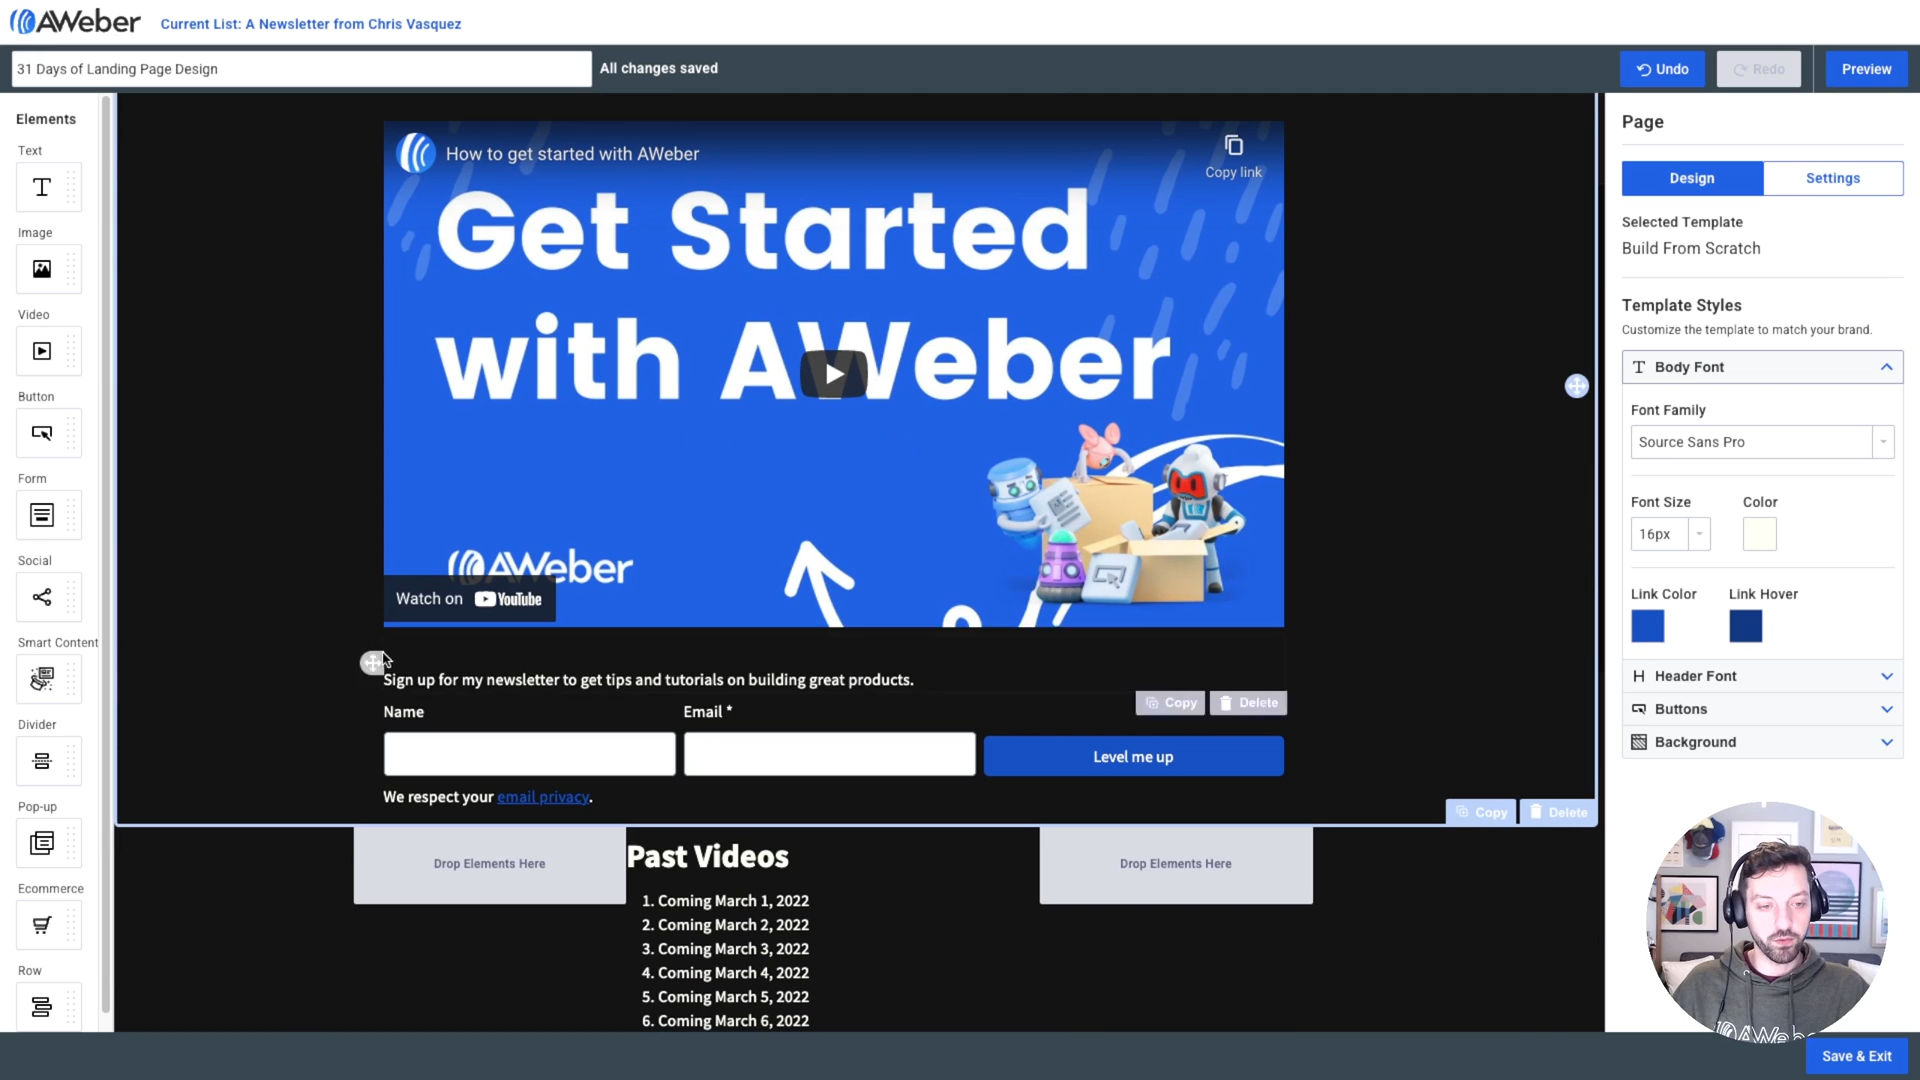 AWeber
Current List: A Newsletter from Chris Vasquez
31 Days of Landing Page Design
All changes saved
Undo
Redo
Preview
Elements
Text
Image
Video
Button
Form
Social
Smart Content
Divider
Pop-up
Ecommerce
Row
How to get started with AWeber
Copy link
Get Started
with AWeber
AWeber
Watch on YouTube
Sign up for my newsletter to get tips and tutorials on building great products.
Copy
Delete
Name
Email *
Level me up
We respect your email privacy.
Copy
Delete
Drop Elements Here
Past Videos
Drop Elements Here
1. Coming March 1, 2022
2. Coming March 2, 2022
3. Coming March 3, 2022
4. Coming March 4, 2022
5. Coming March 5, 2022
6. Coming March 6, 2022
Page
Design
Settings
Selected Template
Build From Scratch
Template Styles
Customize the template to match your brand.
T Body Font
Font Family
Source Sans Pro
Font Size
Color
16px
Link Color
Link Hover
H Header Font
Buttons
Background
AWebe
Save & Exit